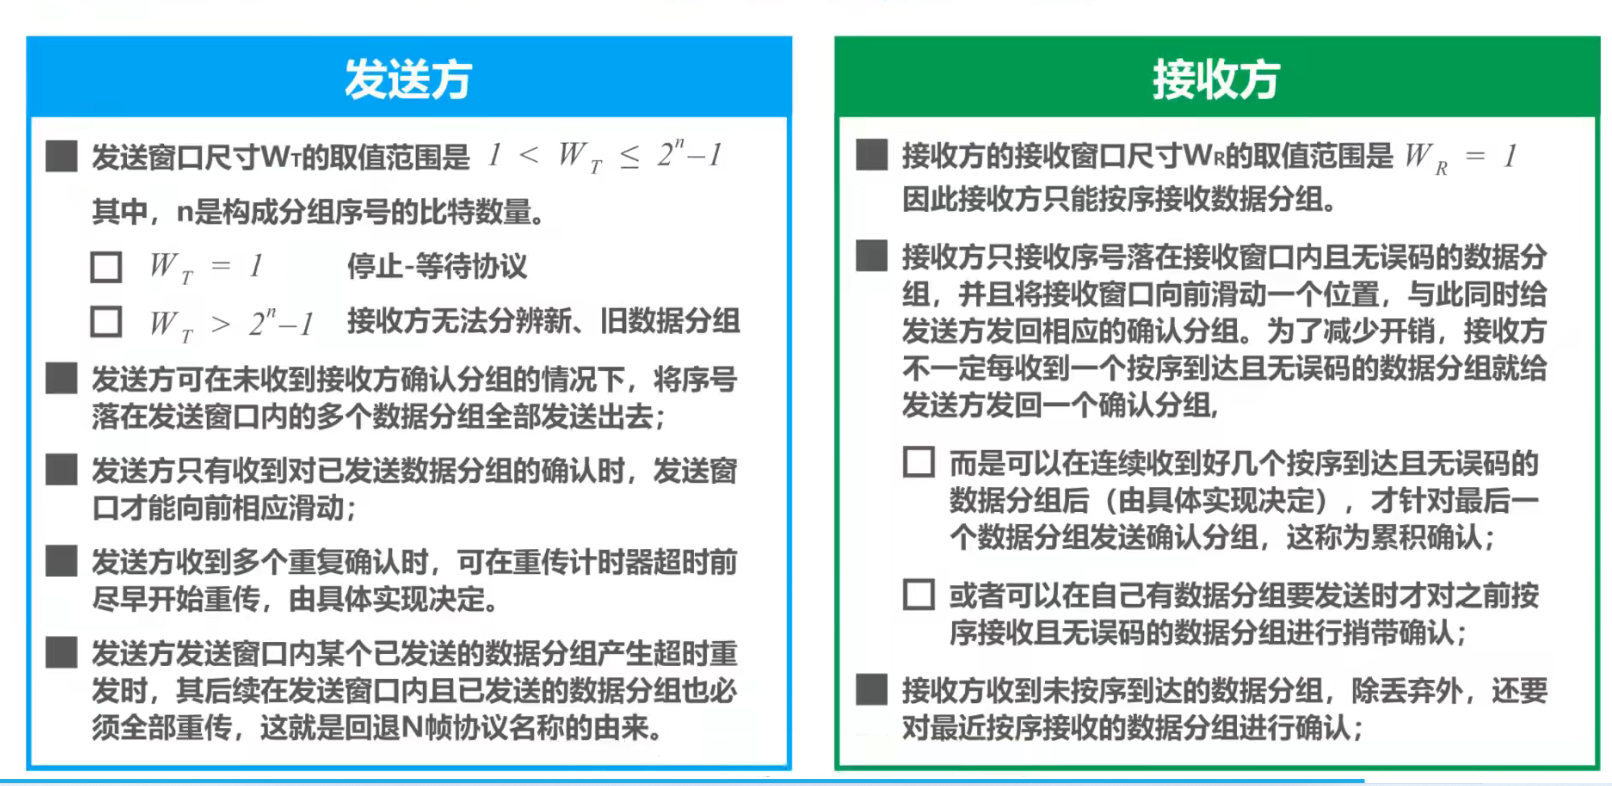 发送方
发送窗口尺寸WT的取值范围是 1 < W_T ≤ 2^n–1
其中，n是构成分组序号的比特数量。
W_T = 1 停止-等待协议
W_T > 2^n–1 接收方无法分辨新、旧数据分组
发送方可在未收到接收方确认分组的情况下，将序号
落在发送窗口内的多个数据分组全部发送出去；
发送方只有收到对已发送数据分组的确认时，发送窗
口才能向前相应滑动；
发送方收到多个重复确认时，可在重传计时器超时前
尽早开始重传，由具体实现决定。
发送方发送窗口内某个已发送的数据分组产生超时重
发时，其后续在发送窗口内且已发送的数据分组也必
须全部重传，这就是回退N帧协议名称的由来。
接收方
接收方的接收窗口尺寸WR的取值范围是 W_R = 1
因此接收方只能按序接收数据分组。
接收方只接收序号落在接收窗口内且无误码的数据分
组，并且将接收窗口向前滑动一个位置，与此同时给
发送方发回相应的确认分组。为了减少开销，接收方
不一定每收到一个按序到达且无误码的数据分组就给
发送方发回一个确认分组,
而是可以在连续收到好几个按序到达且无误码的
数据分组后（由具体实现决定），才针对最后一
个数据分组发送确认分组，这称为累积确认；
或者可以在自己有数据分组要发送时才对之前按
序接收且无误码的数据分组进行捎带确认；
接收方收到未按序到达的数据分组，除丢弃外，还要
对最近按序接收的数据分组进行确认；